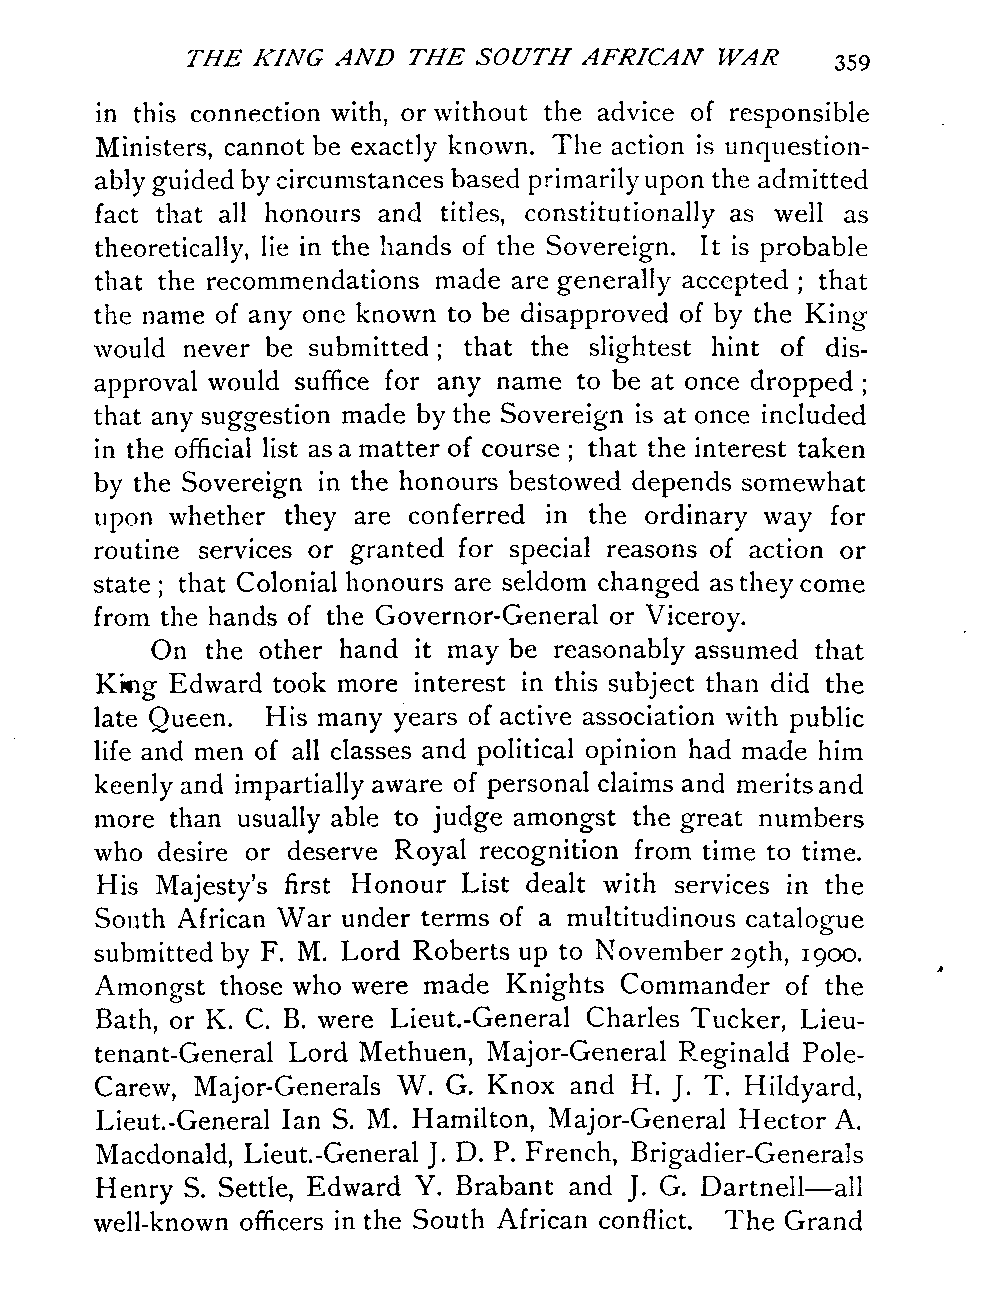 THE KING AND THE SOUTH AFRICAN WAR 359
in this connection with, or without the advice of responsible
Ministers, cannot be exactly known. The action is unquestion-
ably guided by circumstances based primarily upon the admitted
fact that all honours and titles, constitutionally as well as
theoretically, lie in the hands of the Sovereign. It is probable
that the recommendations made are generally accepted ; that
the name of any one known to be disapproved of by the King
would never be submitted ; that the slightest hint of dis-
approval would suffice for any name to be at once dropped ;
that any suggestion made by the Sovereign is at once included
in the official list as a matter of course ; that the interest taken
by the Sovereign in the honours bestowed depends somewhat
upon whether they are conferred in the ordinary way for
routine services or granted for special reasons of action or
state ; that Colonial honours are seldom changed as they come
from the hands of the Governor-General or Viceroy.
On the other hand it may be reasonably assumed that
King Edward took more interest in this subject than did the
late Queen. His many years of active association with public
life and men of all classes and political opinion had made him
keenly and impartially aware of personal claims and merits and
more than usually able to judge amongst the great numbers
who desire or deserve Royal recognition from time to time.
His Majesty's first Honour List dealt with services in the
South African War under terms of a multitudinous catalogue
submitted by F. M. Lord Roberts up to November 29th, 1900.
Amongst those who were made Knights Commander of the
Bath, or K. C. B. were Lieut.-General Charles Tucker, Lieu-
tenant-General Lord Methuen, Major-General Reginald Pole-
Carew, Major-Generals W. G. Knox and H. J. T. Hildyard,
Lieut.-General Ian S. M. Hamilton, Major-General Hector A.
Macdonald, Lieut.-General J. D. P. French, Brigadier-Generals
Henry S. Settle, Edward Y. Brabant and J. G. Dartnell—all
well-known officers in the South African conflict. The Grand